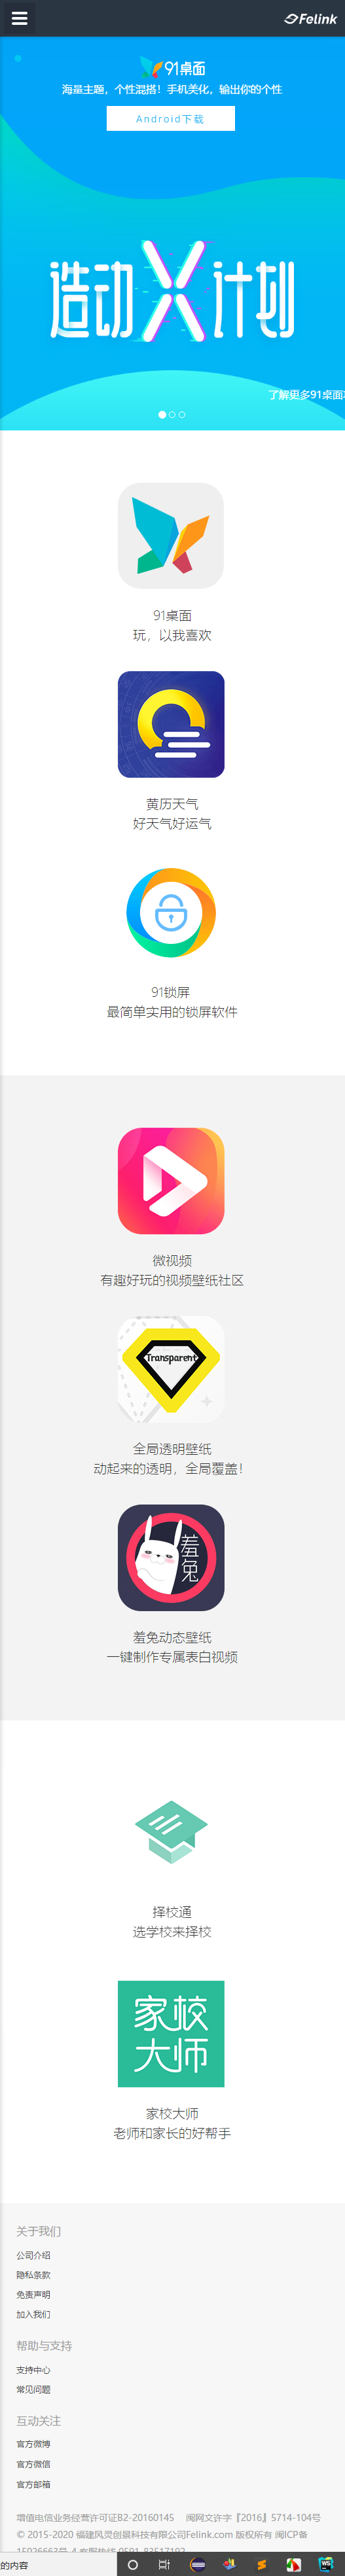 Felink
91桌面
海量主题，个性混搭！手机美化，输出你的个性
Android下载
造动X计划
了解更多91桌面
91桌面
玩，以我喜欢
黄历天气
好天气好运气
91锁屏
最简单实用的锁屏软件
微视频
有趣好玩的视频壁纸社区
Transparent
全局透明壁纸
动起来的透明，全局覆盖！
羞兔
羞兔动态壁纸
一键制作专属表白视频
择校通
选学校来择校
家校
大师
家校大师
老师和家长的好帮手
关于我们
公司介绍
隐私条款
免责声明
加入我们
帮助与支持
支持中心
常见问题
互动关注
官方微博
官方微信
官方邮箱
增值电信业务经营许可证B2-20160145 闽网文许字『2016』5714-104号
© 2015-2020 福建风灵创景科技有限公司Felink.com 版权所有 闽ICP备
的内容
WS